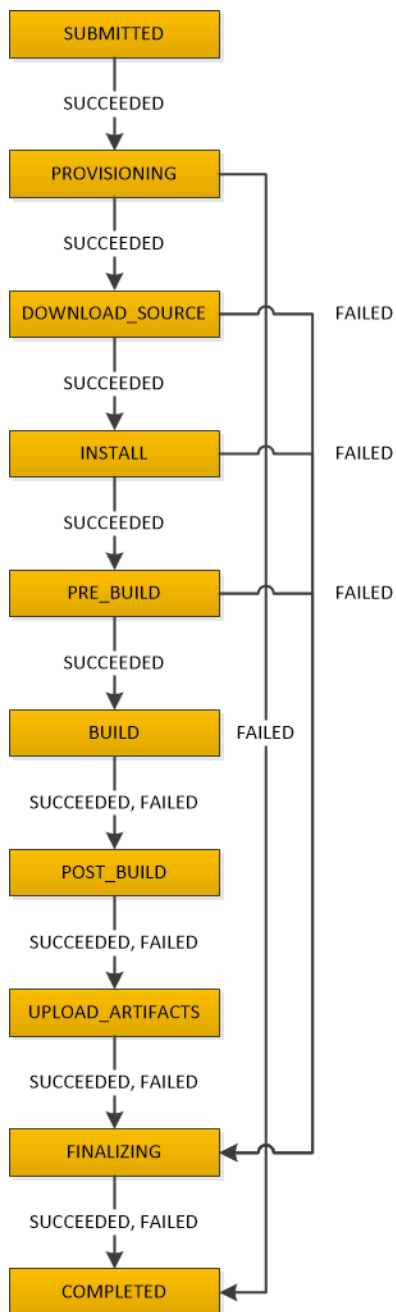 SUBMITTED
SUCCEEDED
PROVISIONING
SUCCEEDED
DOWNLOAD_SOURCE
FAILED
SUCCEEDED
INSTALL
FAILED
SUCCEEDED
PRE_BUILD
FAILED
SUCCEEDED
BUILD
FAILED
SUCCEEDED, FAILED
POST_BUILD
SUCCEEDED, FAILED
UPLOAD_ARTIFACTS
SUCCEEDED, FAILED
FINALIZING
SUCCEEDED, FAILED
COMPLETED